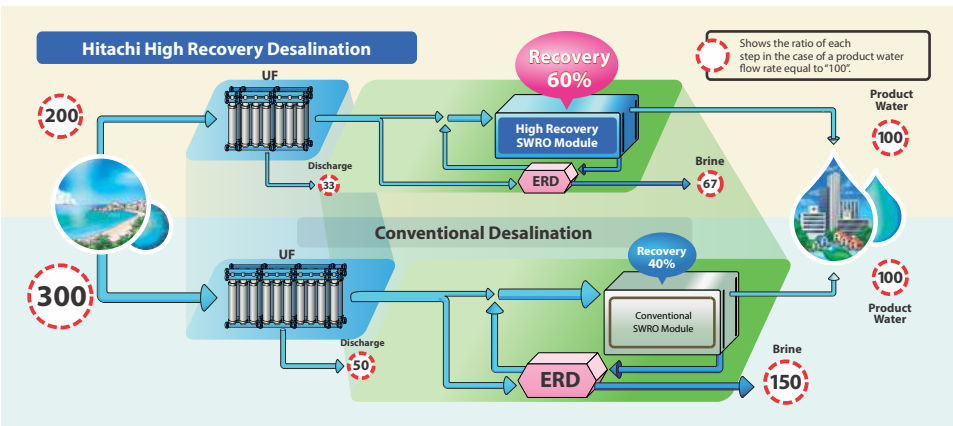 Hitachi High Recovery Desalination
Shows the ratio of each
step in the case of a product water
flow rate equal to "100".
UF
Recovery
60%
200
Product
Water
100
High Recovery
SWRO Module
Discharge
33
ERD
Brine
67
Conventional Desalination
UF
Recovery
40%
300
100
Product
Water
Conventional
SWRO Module
Discharge
50
ERD
Brine
150